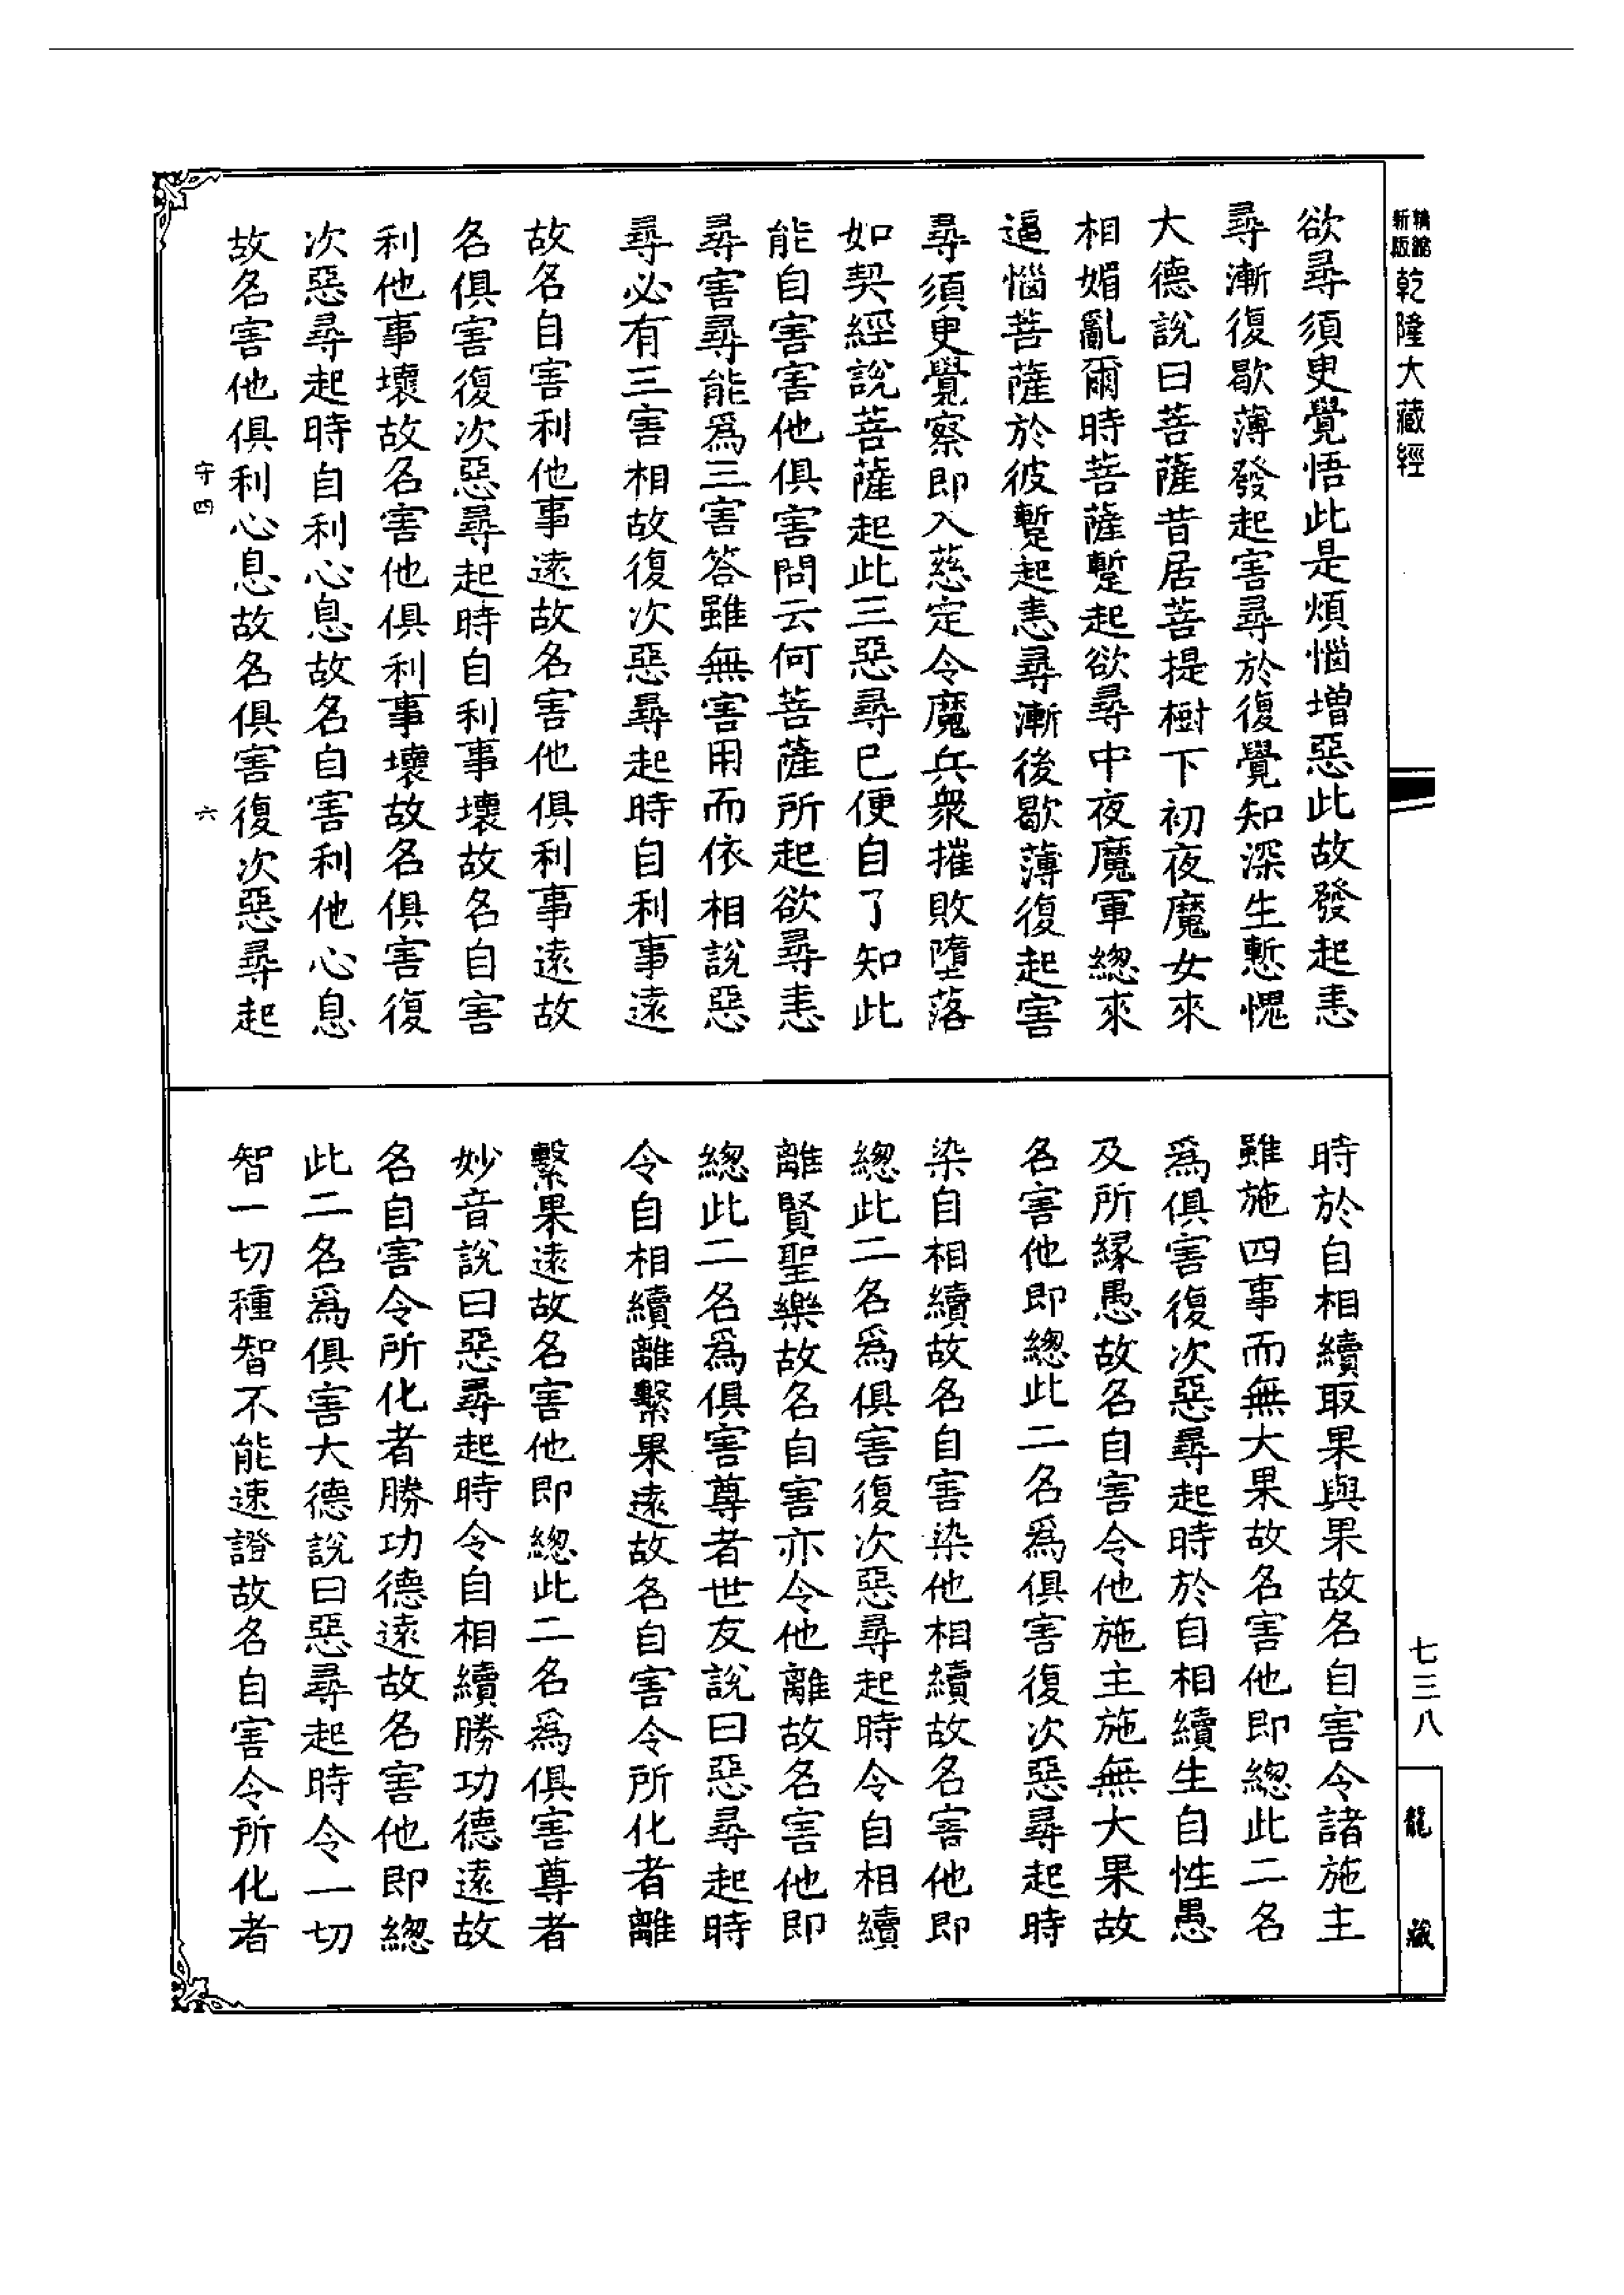 精縮
新版
乾隆大藏經
欲尋須臾覺悟此是煩惱增惡此故發起恚
尋漸復歇薄發起害尋於復覺知深生慙愧
大德說曰菩薩昔居菩提樹下初夜魔女來
相媚亂爾時菩薩蹔起欲尋中夜魔軍總來
逼惱菩薩於彼蹔起恚尋漸後歇薄復起害
尋須臾覺察即入慈定令魔兵衆摧敗墮落
如契經說菩薩起此三惡尋已便自了知此
能自害害他俱害問云何菩薩所起欲尋恚
尋害尋能爲三害答雖無害用而依相說惡
尋必有三害相故復次惡尋起時自利事遠
故名自害利他事遠故名害他俱利事遠故
名俱害復次惡尋起時自利事壞故名自害
利他事壞故名害他俱利事壞故名俱害復
次惡尋起時自利心息故名自害利他心息
故名害他俱利心息故名俱害復次惡尋起
守四
六
時於自相續取果與果故名自害令諸施主
雖施四事而無大果故名害他即總此二名
爲俱害復次惡尋起時於自相續生自性愚
及所緣愚故名自害令他施主施無大果故
名害他即總此二名爲俱害復次惡尋起時
染自相續故名自害染他相續故名害他即
總此二名爲俱害復次惡尋起時令自相續
離賢聖樂故名自害亦令他離故名害他即
總此二名爲俱害尊者世友說曰惡尋起時
令自相續離繫果遠故名自害令所化者離
繫果遠故名害他即總此二名爲俱害尊者
妙音說曰惡尋起時令自相續勝功德遠故
名自害令所化者勝功德遠故名害他即總
此二名爲俱害大德說曰惡尋起時令一切
智一切種智不能速證故名自害令所化者
七三八
龍藏